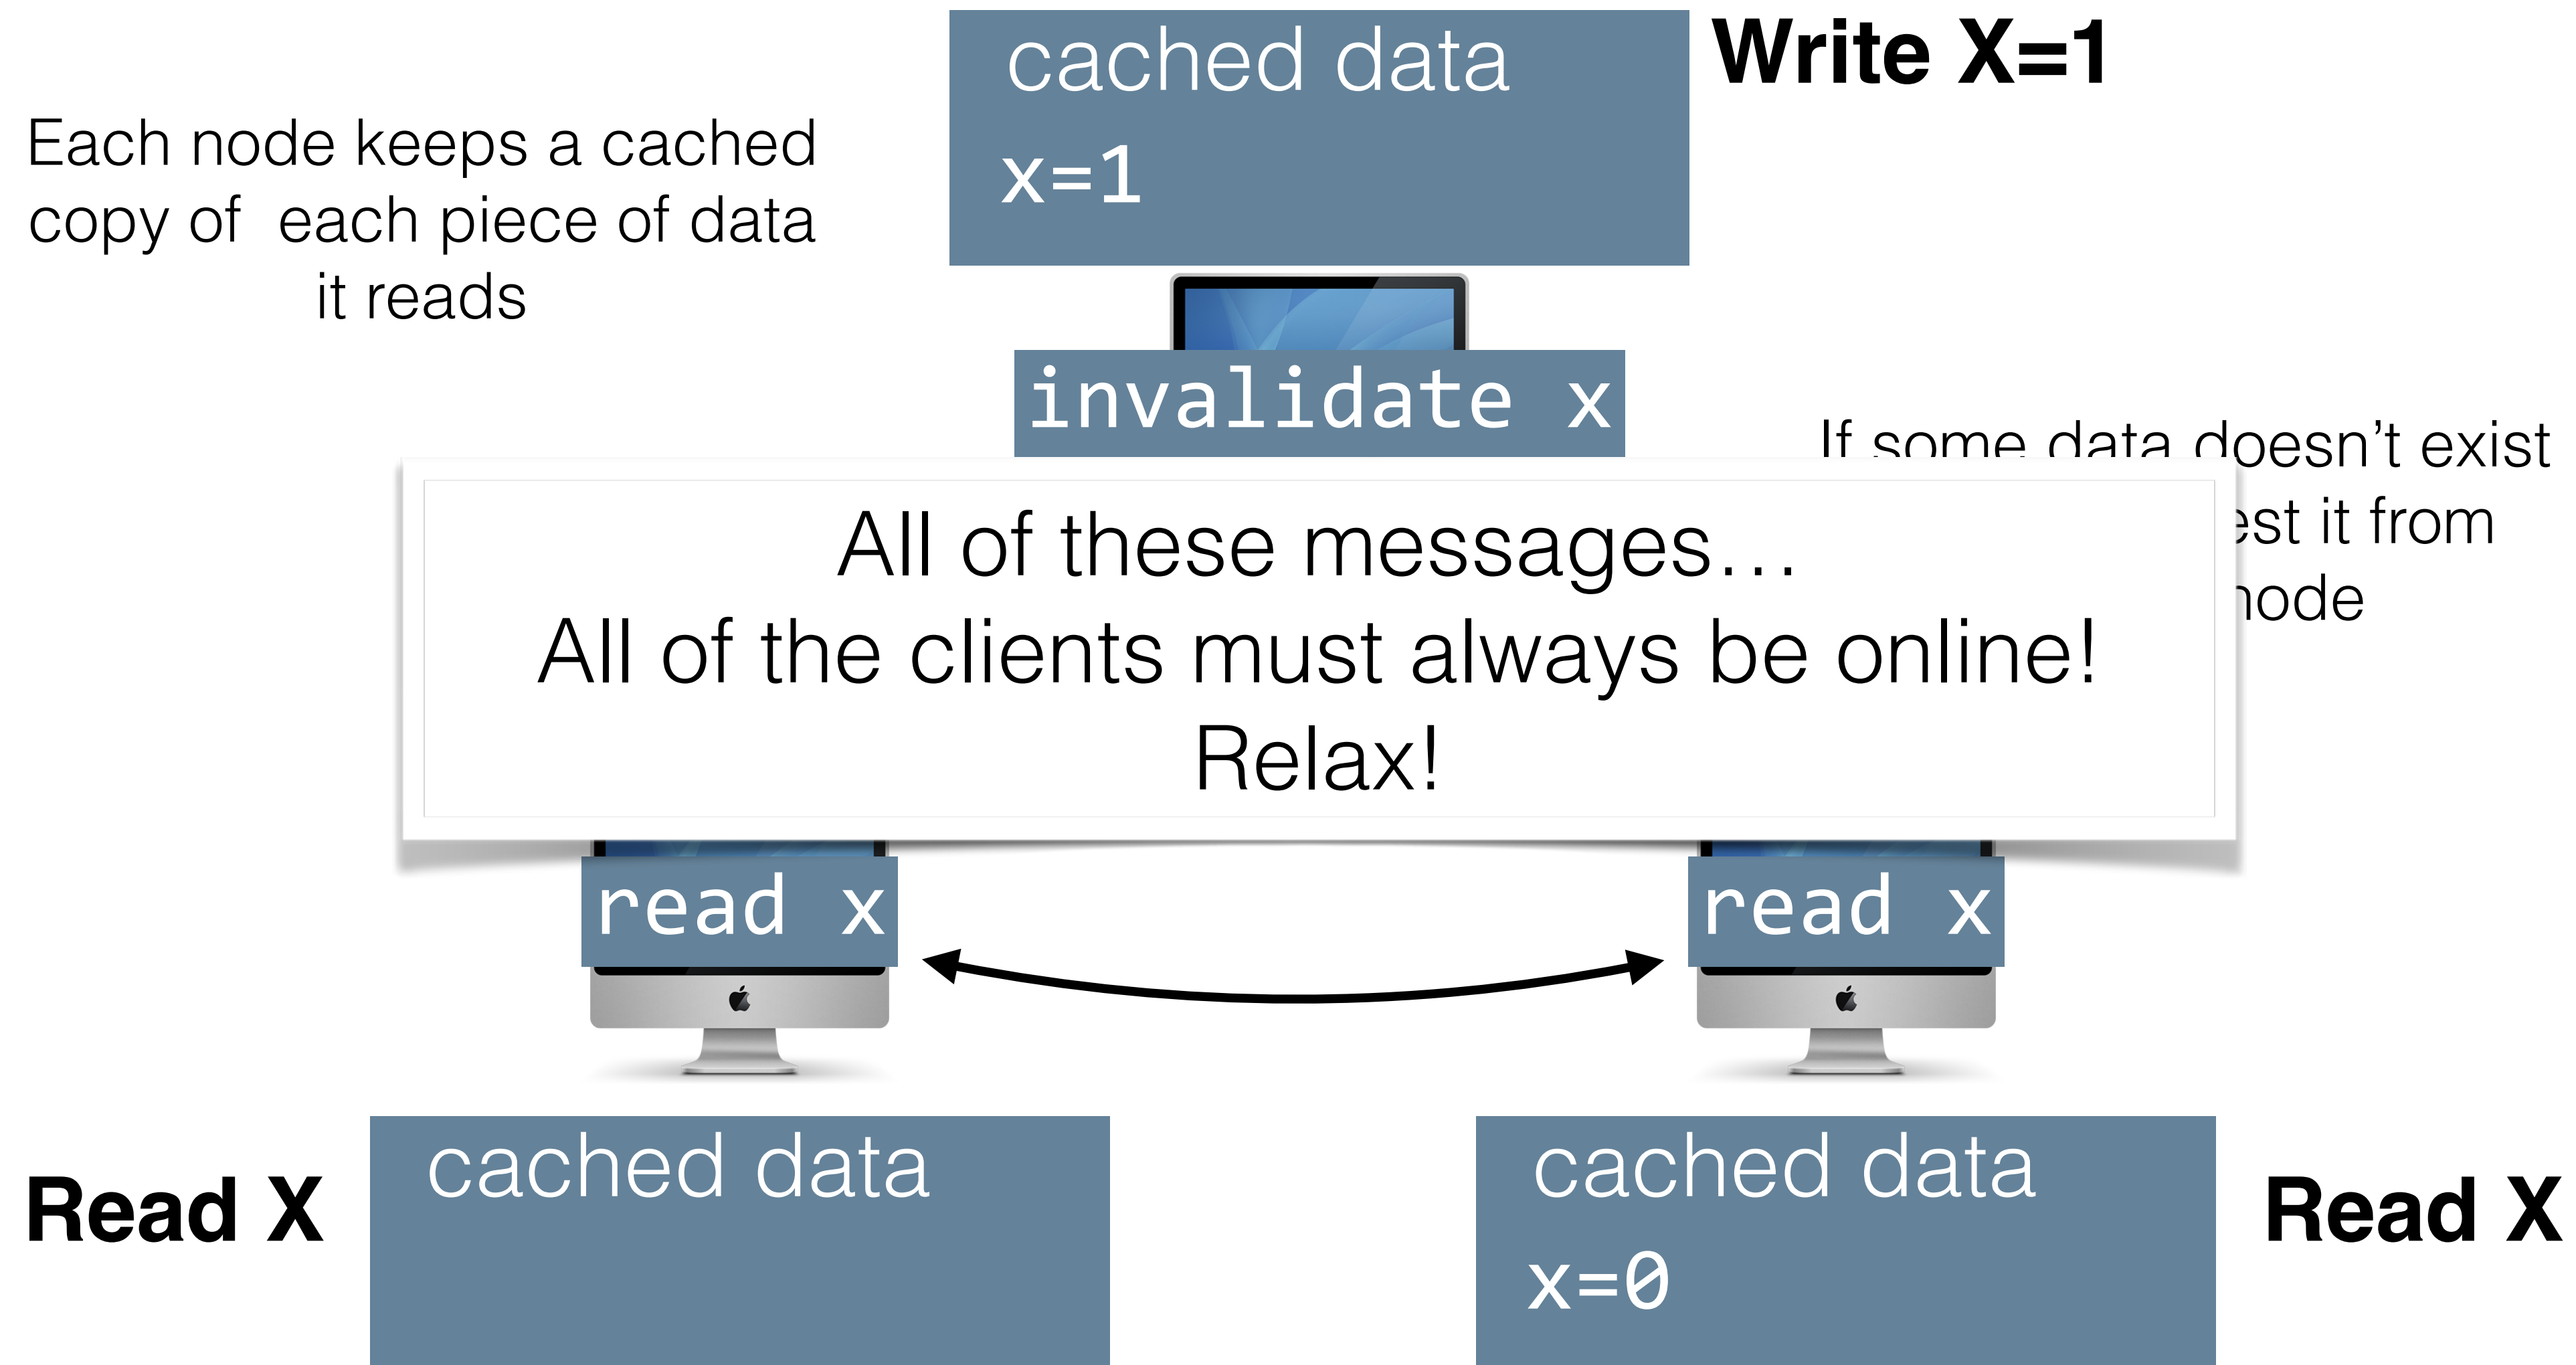 cached data
x=1
Write X=1
Each node keeps a cached
copy of each piece of data
it reads
invalidate x
If some data doesn't exist
it from
All of these messages…
All of the clients must always be online!
Relax!
read x
read x
Read X
cached data
cached data
x=0
Read X